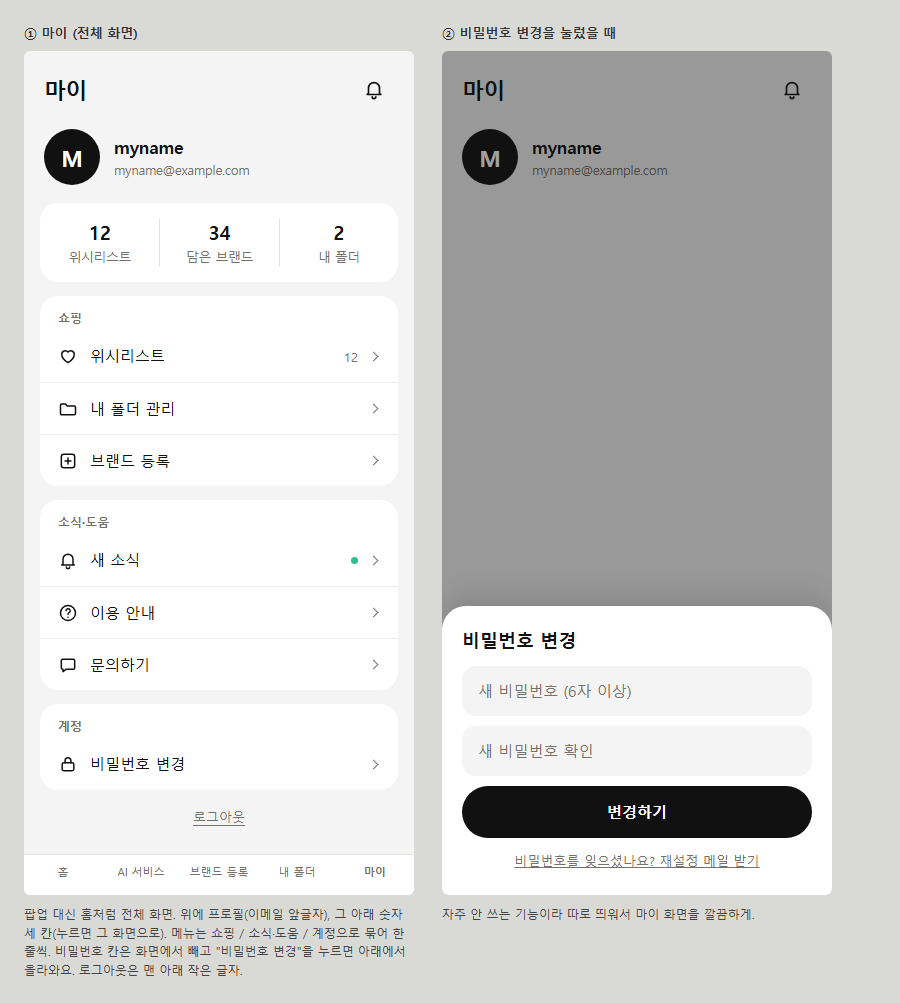 ① 마이 (전체 화면)
마이
M
myname
myname@example.com
12
위시리스트
34
담은 브랜드
2
내 폴더
쇼핑
위시리스트 12
내 폴더 관리
브랜드 등록
소식·도움
새 소식
이용 안내
문의하기
계정
비밀번호 변경
로그아웃
홈 AI 서비스 브랜드 등록 내 폴더 마이
팝업 대신 홈처럼 전체 화면. 위에 프로필(이메일 앞글자), 그 아래 숫자
세 칸(누르면 그 화면으로). 메뉴는 쇼핑 / 소식·도움 / 계정으로 묶어 한
줄씩. 비밀번호 칸은 화면에서 빼고 "비밀번호 변경"을 누르면 아래에서
올라와요. 로그아웃은 맨 아래 작은 글자.
② 비밀번호 변경을 눌렀을 때
마이
M
myname
myname@example.com
비밀번호 변경
새 비밀번호 (6자 이상)
새 비밀번호 확인
변경하기
비밀번호를 잊으셨나요? 재설정 메일 받기
자주 안 쓰는 기능이라 따로 띄워서 마이 화면을 깔끔하게.